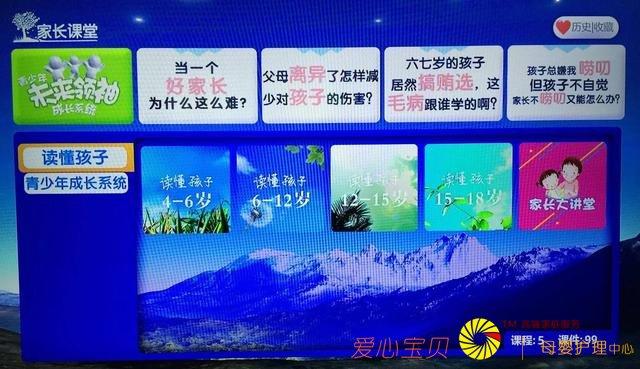 家长课堂
历史|收藏
青少年
未来领袖
成长系统
当一个
好家长
为什么这么难?
父母离异了怎样减
少对孩子的伤害?
六七岁的孩子
居然搞贿选,这
毛病跟谁学的啊?
孩子总嫌我唠叨
但孩子不自觉
家长不唠叨又能怎么办?
读懂孩子
青少年成长系统
读懂孩子
4-6岁
读懂孩子
6-12岁
读懂孩子
12-15岁
读懂孩子
15-18岁
家长大讲堂
课程: 5 课件: 99
爱心宝贝
母婴护理中心